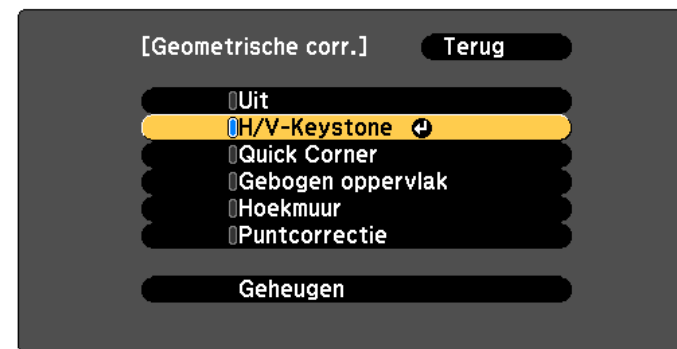 [Geometrische corr.] Terug
Uit
H/V-Keystone
Quick Corner
Gebogen oppervlak
Hoekmuur
Puntcorrectie
Geheugen